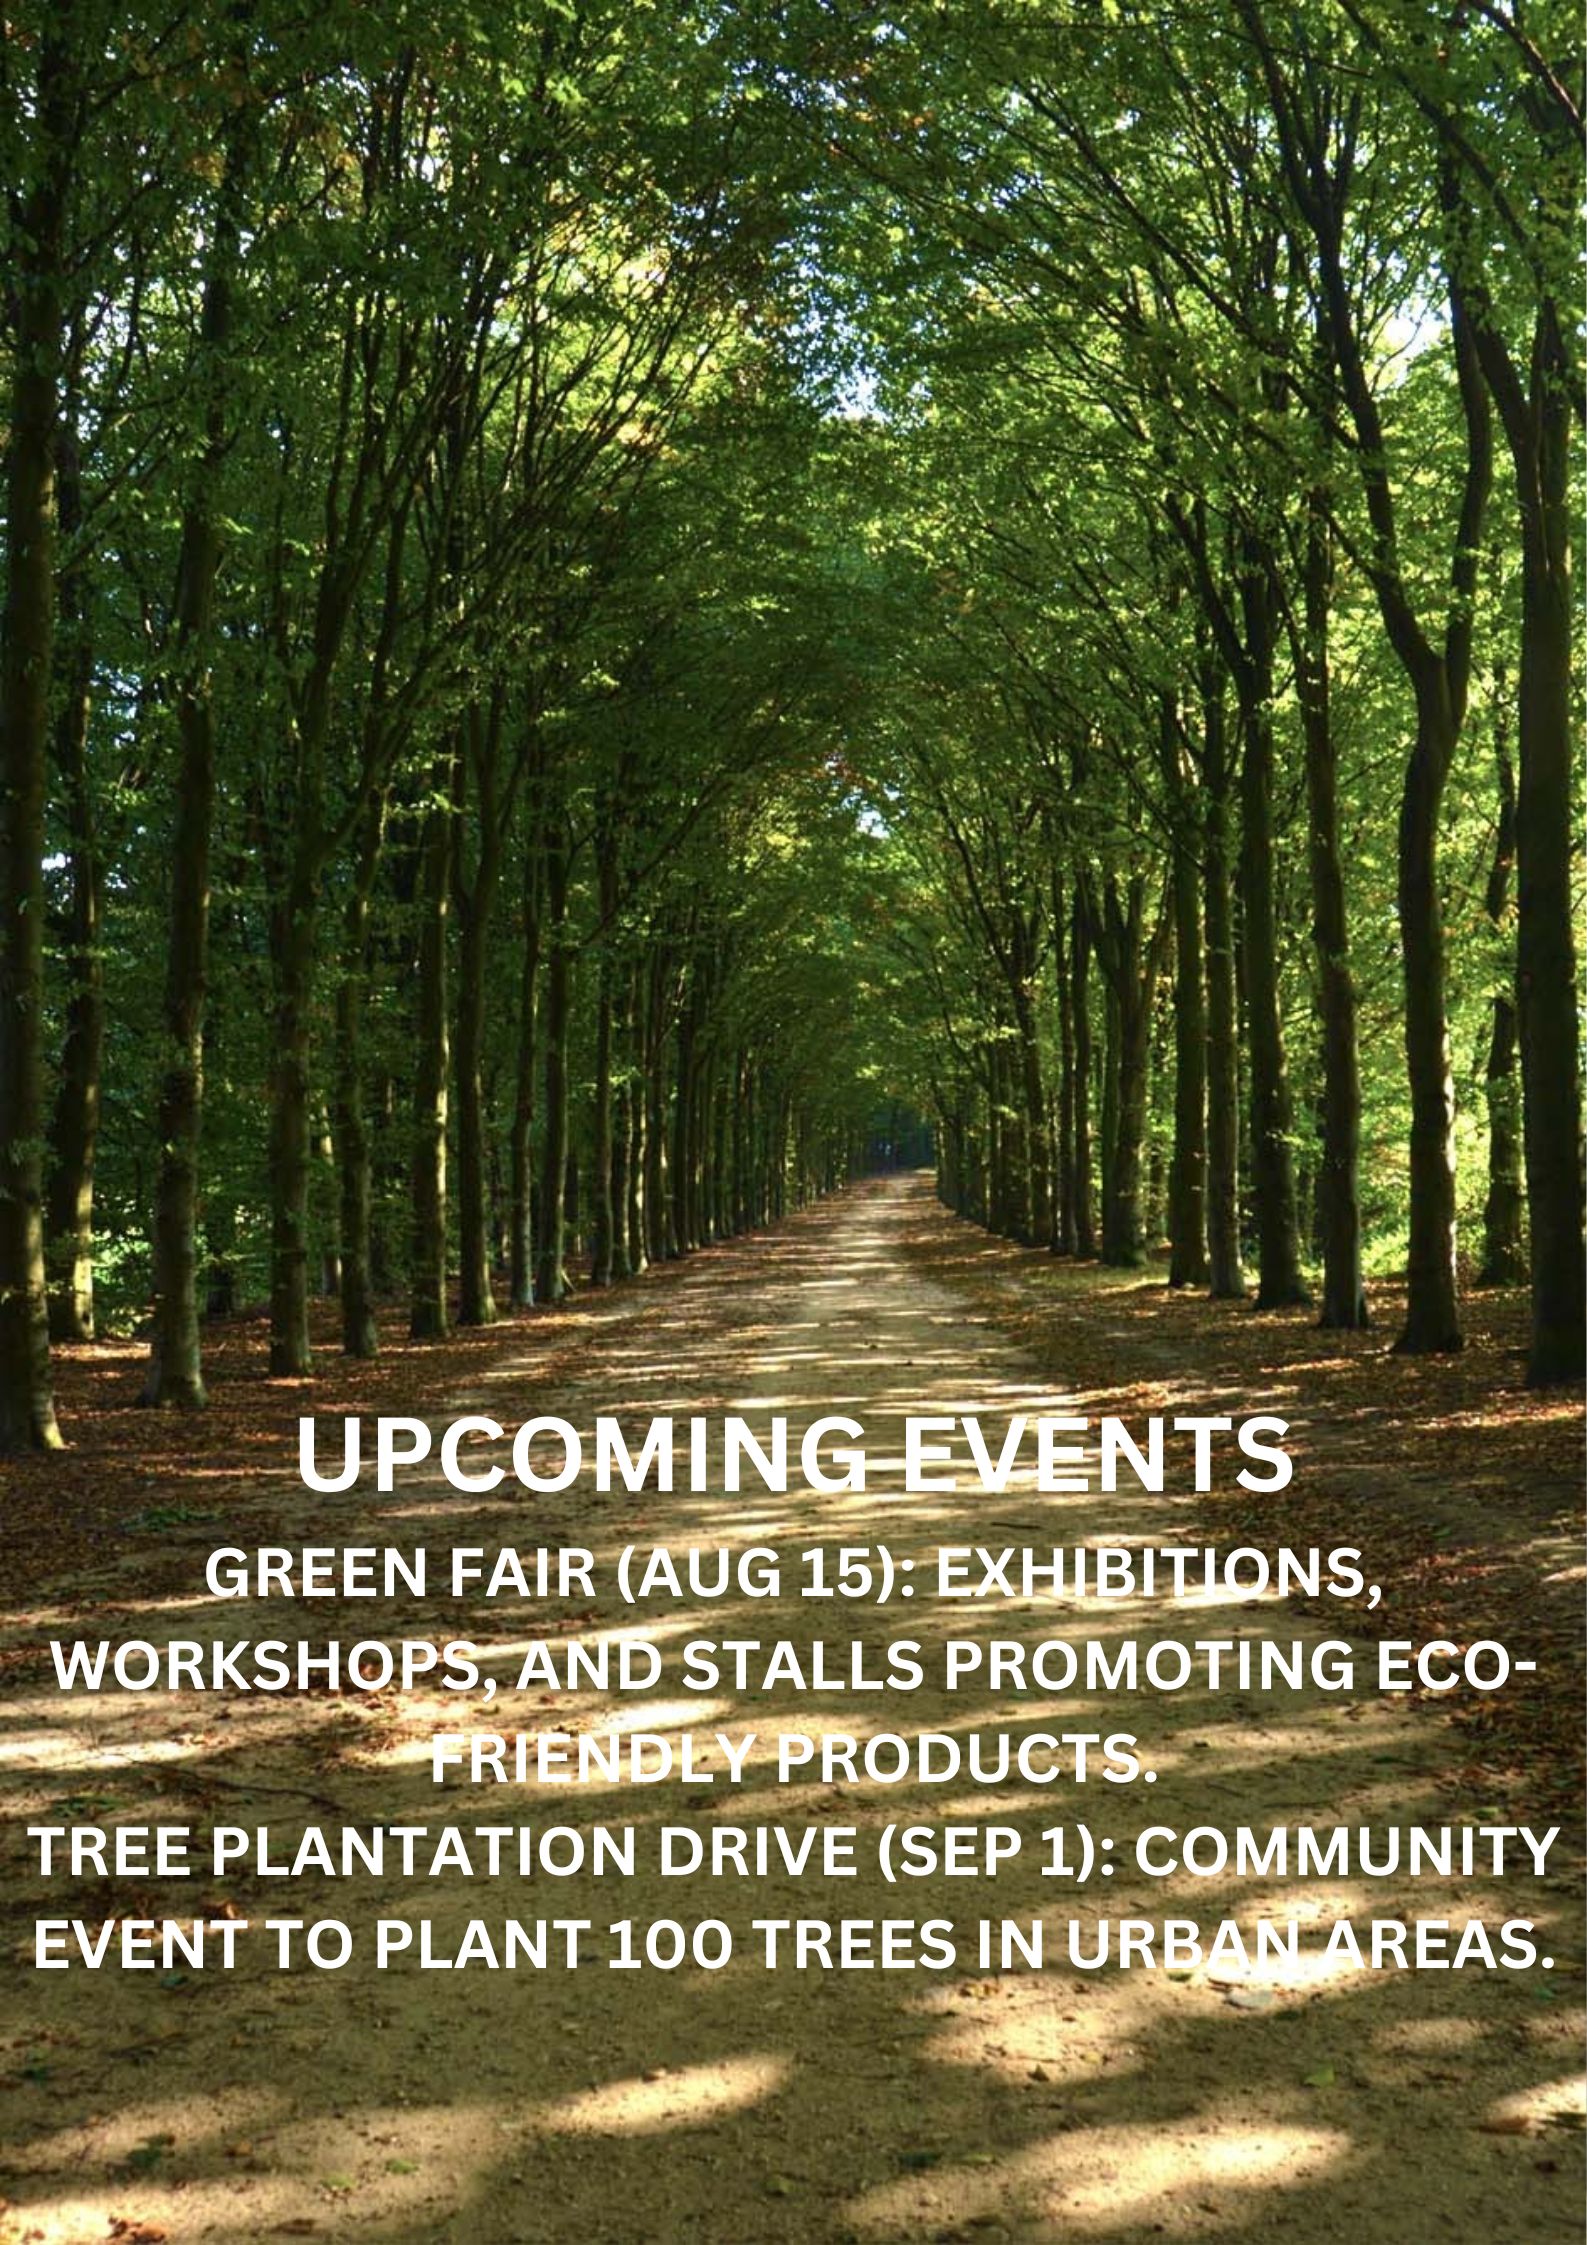 UPCOMING EVENTS
GREEN FAIR (AUG 15): EXHIBITIONS,
WORKSHOPS, AND STALLS PROMOTING ECO-
FRIENDLY PRODUCTS.
TREE PLANTATION DRIVE (SEP 1): COMMUNITY
EVENT TO PLANT 100 TREES IN URBAN AREAS.